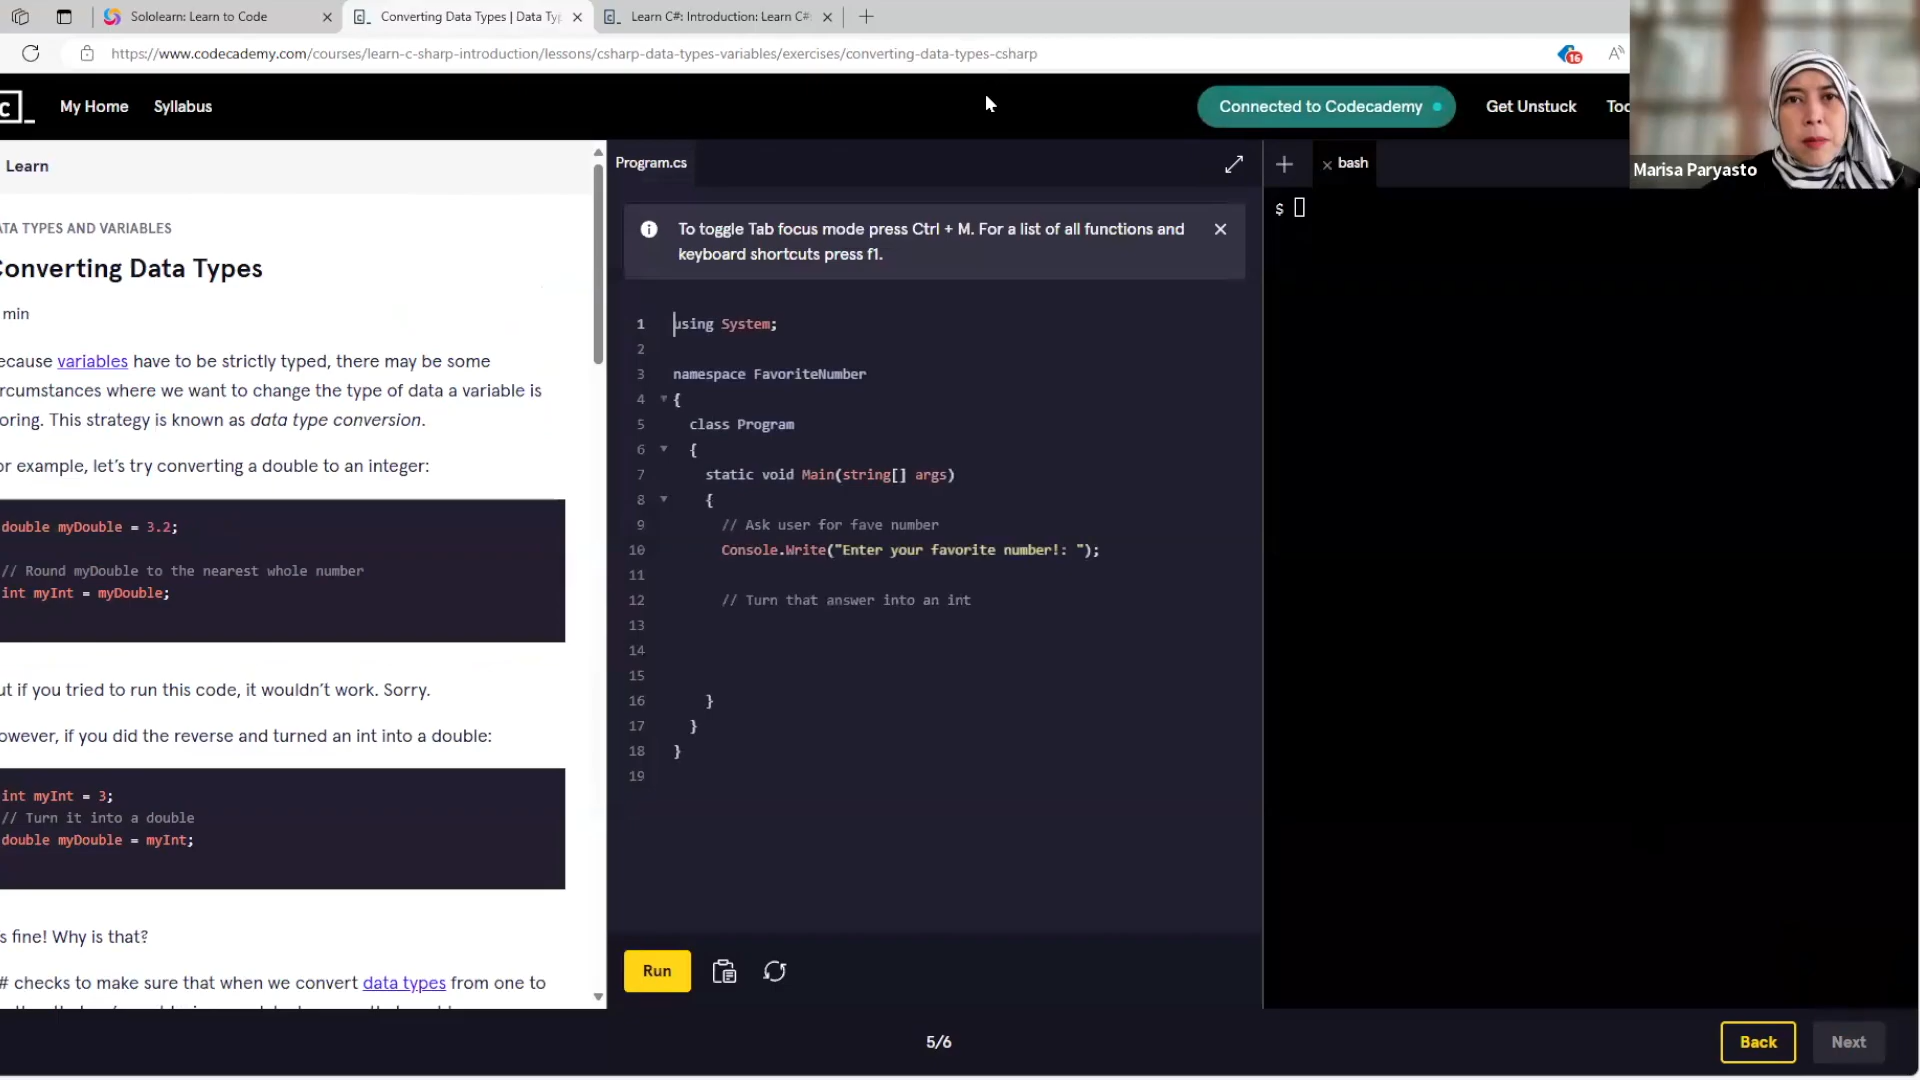 Sololearn: Learn to Code
Converting Data Types | Data Ty
Learn C#: Introduction: Learn C#
https://www.codecademy.com/courses/learn-c-sharp-introduction/lessons/csharp-data-types-variables/exercises/converting-data-types-csharp
16
c_
My Home
Syllabus
Connected to Codecademy
Get Unstuck
Too
Marisa Paryasto
Learn
ATA TYPES AND VARIABLES
onverting Data Types
min
ecause variables have to be strictly typed, there may be some
rcumstances where we want to change the type of data a variable is
oring. This strategy is known as data type conversion.
or example, let's try converting a double to an integer:
double myDouble = 3.2;
// Round myDouble to the nearest whole number
int myInt = myDouble;
ut if you tried to run this code, it wouldn't work. Sorry.
owever, if you did the reverse and turned an int into a double:
int myInt = 3;
// Turn it into a double
double myDouble = myInt;
s fine! Why is that?
# checks to make sure that when we convert data types from one to
Program.cs
To toggle Tab focus mode press Ctrl + M. For a list of all functions and
keyboard shortcuts press f1.
1 using System;
2
3 namespace FavoriteNumber
4 {
5 class Program
6 {
7 static void Main(string[] args)
8 {
9 // Ask user for fave number
10 Console.Write("Enter your favorite number!: ");
11
12 // Turn that answer into an int
13
14
15
16 }
17 }
18 }
19
Run
bash
$
5/6
Back
Next